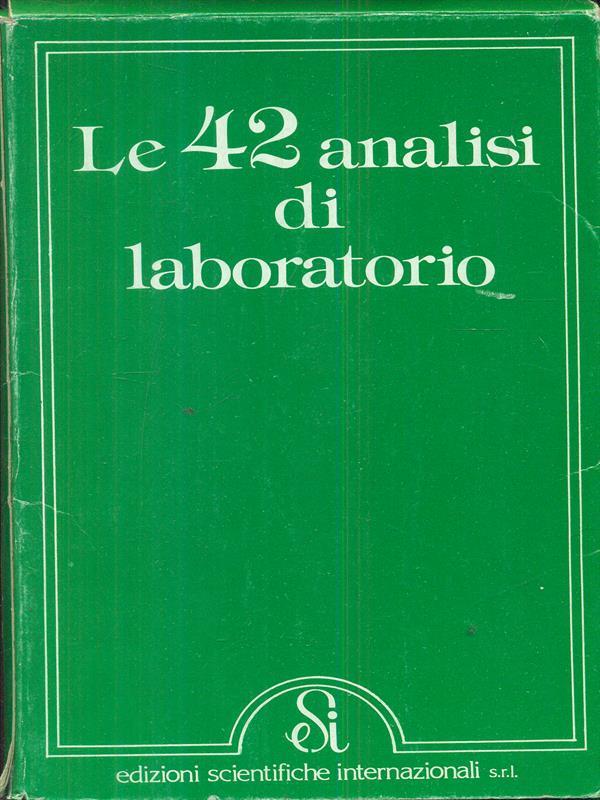 Le 42 analisi
di
laboratorio
eSi
edizioni scientifiche internazionali s.r.l.